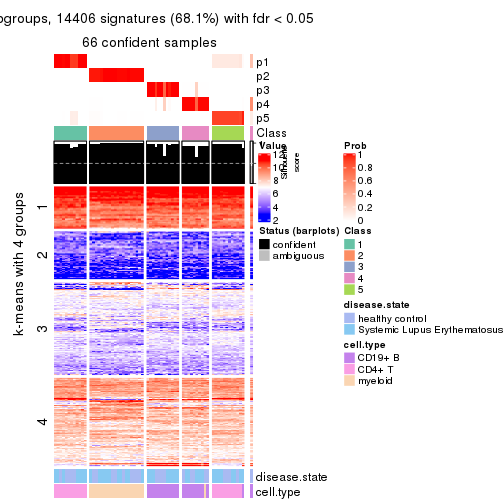 ogroups, 14406 signatures (68.1%) with fdr < 0.05
66 confident samples
p1
p2
p3
p4
p5
Class
Silhouette
score
k-means with 4 groups
1
2
3
4
disease.state
cell.type
Value
12
10
8
6
4
2
Prob
1
0.8
0.6
0.4
0.2
0
Status (barplots)
confident
ambiguous
Class
1
2
3
4
5
disease.state
healthy control
Systemic Lupus Erythematosus
cell.type
CD19+ B
CD4+ T
myeloid